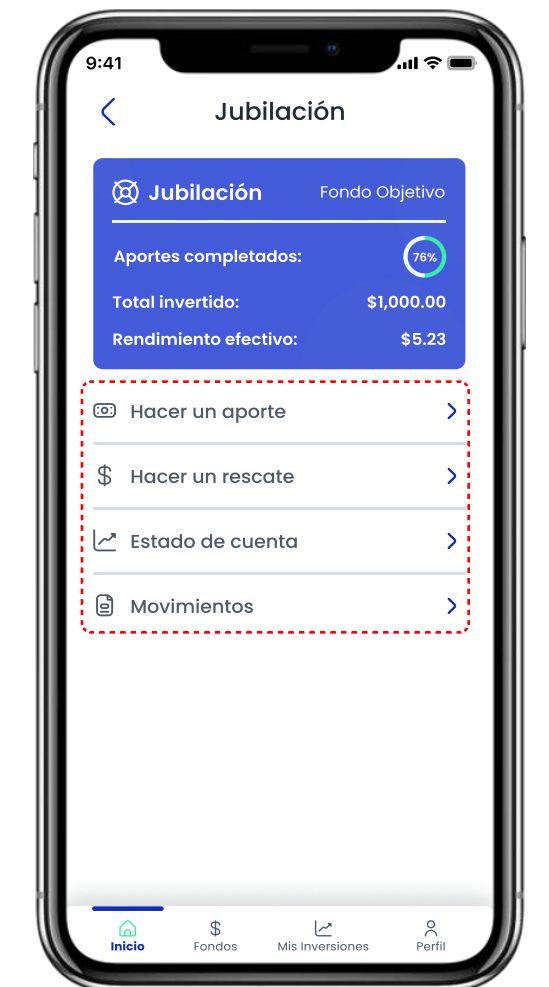 9:41
Jubilación
Jubilación Fondo Objetivo
Aportes completados: 76%
Total invertido: $1,000.00
Rendimiento efectivo: $5.23
Hacer un aporte
Hacer un rescate
Estado de cuenta
Movimientos
Inicio Fondos Mis Inversiones Perfil